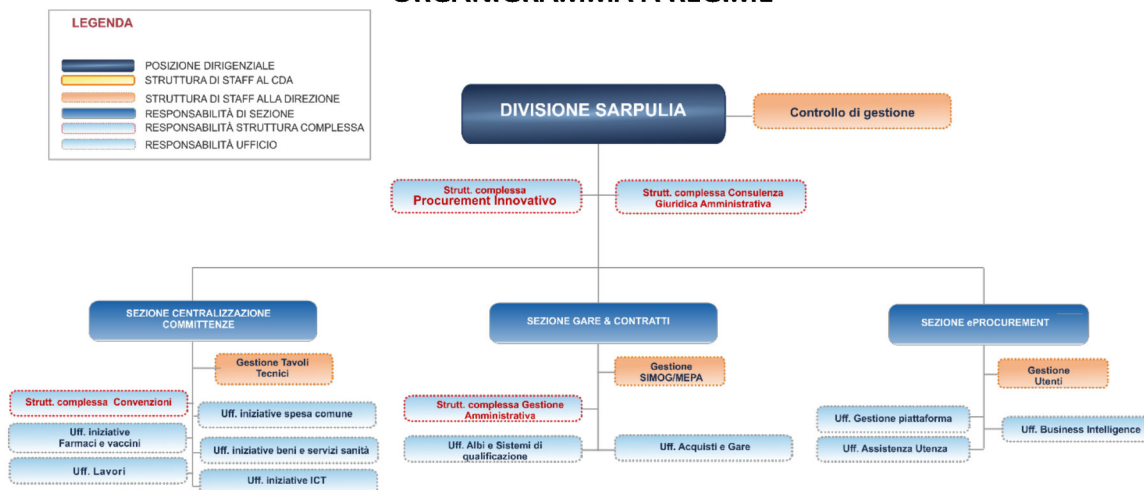 ORGANIGRAMMA A REGIME
LEGENDA
POSIZIONE DIRIGENZIALE
STRUTTURA DI STAFF AL CDA
STRUTTURA DI STAFF ALLA DIREZIONE
RESPONSABILITÀ DI SEZIONE
RESPONSABILITÀ STRUTTURA COMPLESSA
RESPONSABILITÀ UFFICIO
DIVISIONE SARPULIA
Controllo di gestione
Strutt. complessa
Procurement Innovativo
Strutt. complessa Consulenza
Giuridica Amministrativa
SEZIONE CENTRALIZZAZIONE
COMMITTENZE
Gestione Tavoli
Tecnici
Strutt. complessa Convenzioni
Uff. iniziative spesa comune
Uff. iniziative
Farmaci e vaccini
Uff. iniziative beni e servizi sanità
Uff. Lavori
Uff. iniziative ICT
SEZIONE GARE & CONTRATTI
Gestione
SIMOG/MEPA
Strutt. complessa Gestione
Amministrativa
Uff. Albi e Sistemi di
qualificazione
Uff. Acquisti e Gare
SEZIONE ePROCUREMENT
Gestione
Utenti
Uff. Gestione piattaforma
Uff. Business Intelligence
Uff. Assistenza Utenza